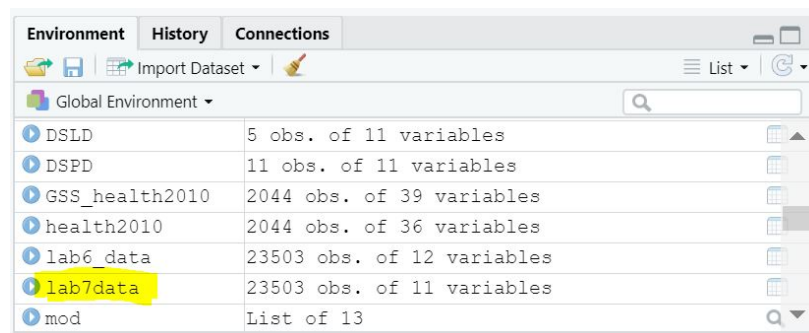 Environment History Connections
Import Dataset List
Global Environment
DSLD 5 obs. of 11 variables
DSPD 11 obs. of 11 variables
GSS_health2010 2044 obs. of 39 variables
health2010 2044 obs. of 36 variables
lab6_data 23503 obs. of 12 variables
lab7data 23503 obs. of 11 variables
mod List of 13